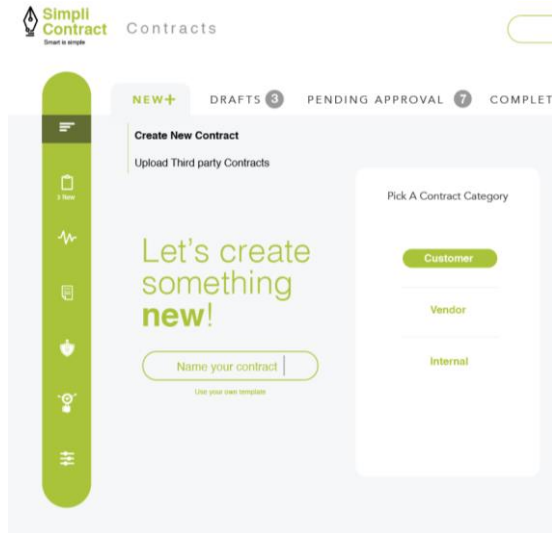 Simpli
Contract
Smart is simple
Contracts
NEW+
DRAFTS 3
PENDING APPROVAL 7
COMPLET
Create New Contract
Upload Third party Contracts
3 New
Pick A Contract Category
Let's create
something
new!
Customer
Vendor
Internal
Name your contract
Use your own template